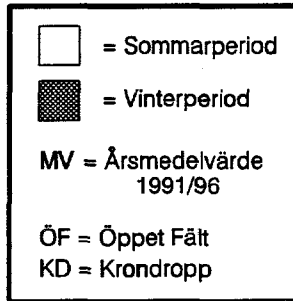 = Sommarperiod
= Vinterperiod
MV = Årsmedelvärde
1991/96
ÖF = Öppet Fält
KD = Krondropp